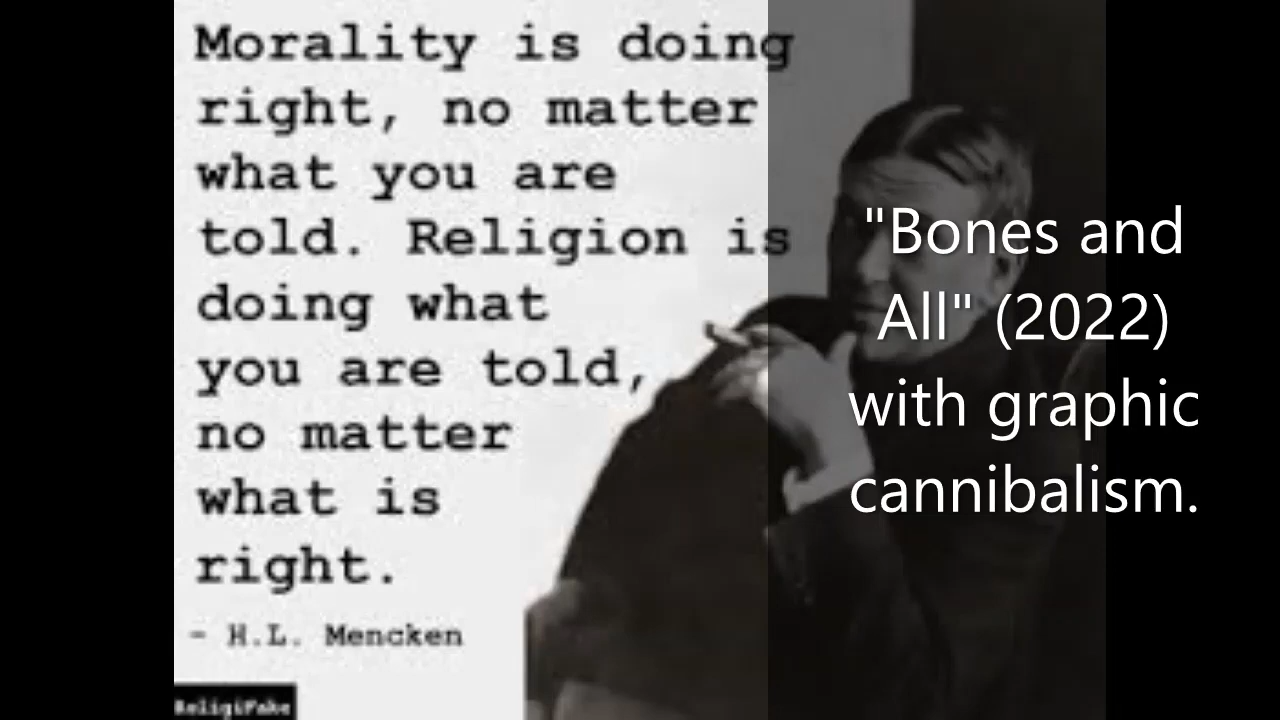 Morality is doing
right, no matter
what you are
told. Religion is
doing what
you are told,
no matter
what is
right.
- H.L. Mencken
ReligiFake
"Bones and
All" (2022)
with graphic
cannibalism.